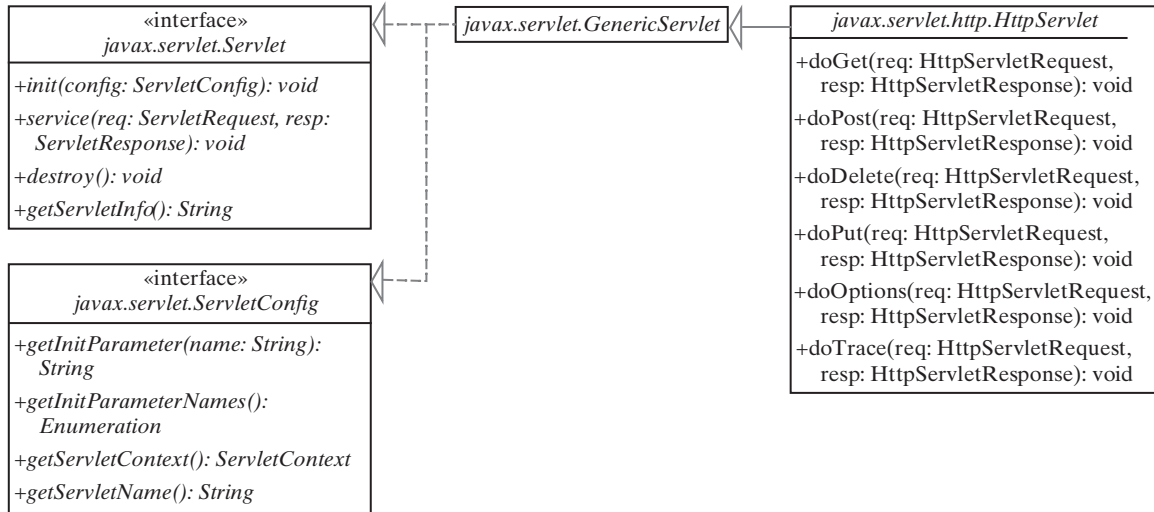 «interface»
javax.servlet.Servlet
+init(config: ServletConfig): void
+service(req: ServletRequest, resp:
ServletResponse): void
+destroy(): void
+getServletInfo(): String
«interface»
javax.servlet.ServletConfig
+getInitParameter(name: String):
String
+getInitParameterNames():
Enumeration
+getServletContext(): ServletContext
+getServletName(): String
javax.servlet.GenericServlet
javax.servlet.http.HttpServlet
+doGet(req: HttpServletRequest,
resp: HttpServletResponse): void
+doPost(req: HttpServletRequest,
resp: HttpServletResponse): void
+doDelete(req: HttpServletRequest,
resp: HttpServletResponse): void
+doPut(req: HttpServletRequest,
resp: HttpServletResponse): void
+doOptions(req: HttpServletRequest,
resp: HttpServletResponse): void
+doTrace(req: HttpServletRequest,
resp: HttpServletResponse): void